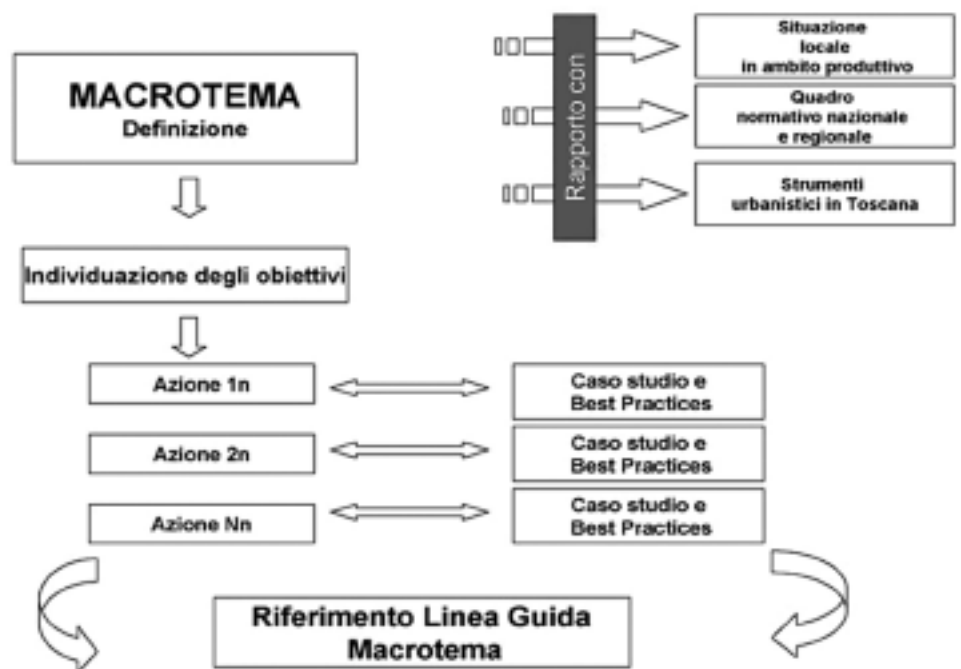 MACROTEMA
Definizione
Rapporto con
Situazione
locale
in ambito produttivo
Quadro
normativo nazionale
e regionale
Strumenti
urbanistici in Toscana
Individuazione degli obiettivi
Azione 1n
Caso studio e
Best Practices
Azione 2n
Caso studio e
Best Practices
Azione Nn
Caso studio e
Best Practices
Riferimento Linea Guida
Macrotema